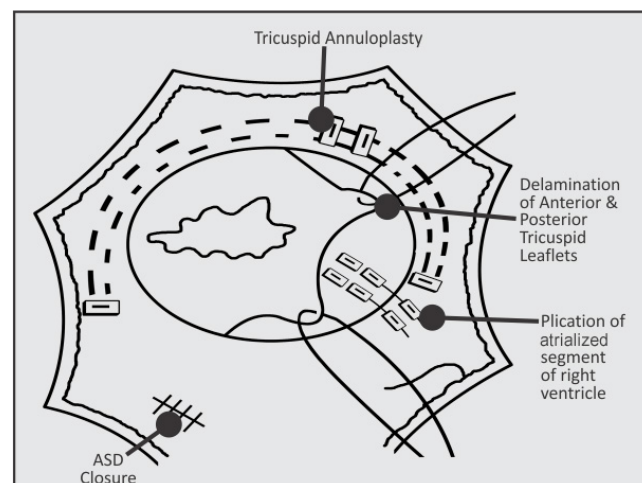 Tricuspid Annuloplasty
Delamination
of Anterior &
Posterior
Tricuspid
Leaflets
Plication of
atrialized
segment
of right
ventricle
ASD
Closure